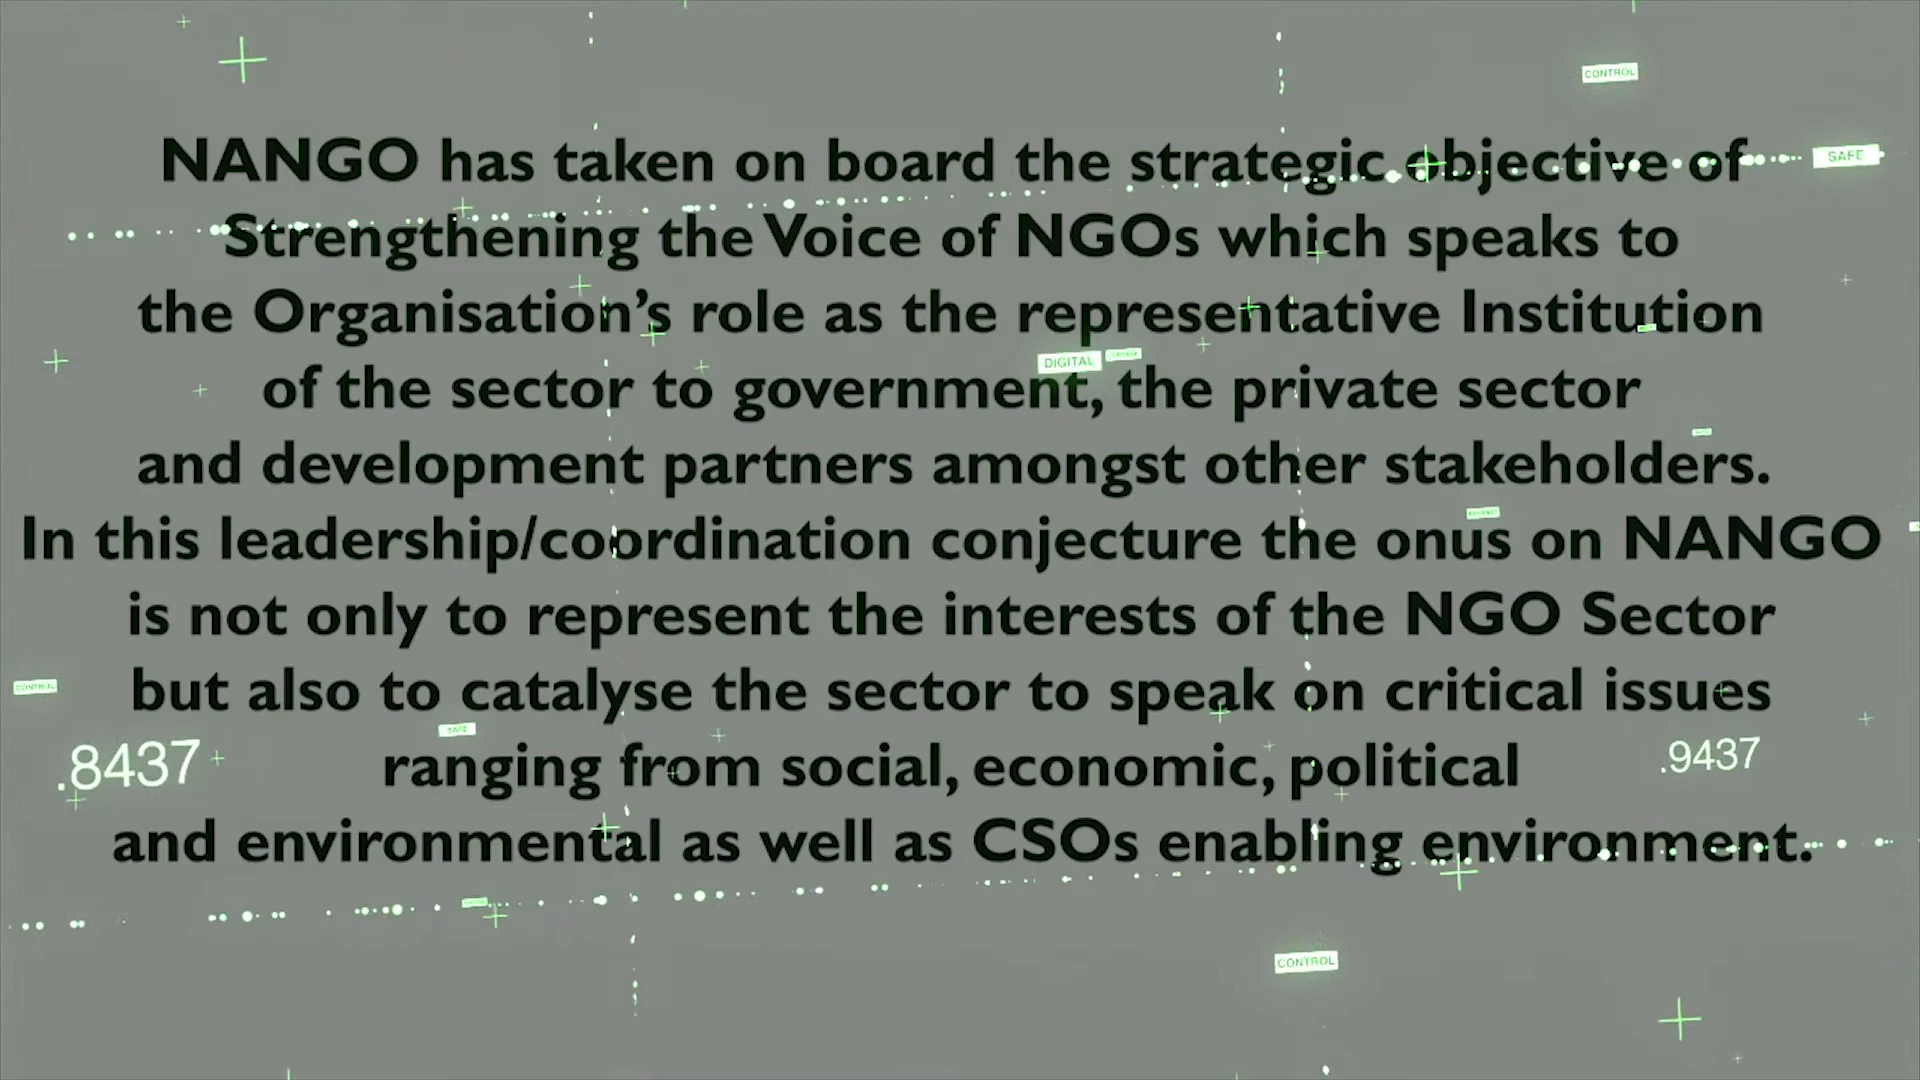 CONTROL
NANGO has taken on board the strategic objective of
SAFE
Strengthening the Voice of NGOs which speaks to
the Organisation’s role as the representative Institution
DIGITAL
of the sector to government, the private sector
and development partners amongst other stakeholders.
In this leadership/coordination conjecture the onus on NANGO
is not only to represent the interests of the NGO Sector
CONTROL
but also to catalyse the sector to speak on critical issues
SAFE
.8437
ranging from social, economic, political
.9437
and environmental as well as CSOs enabling environment.
CONTROL